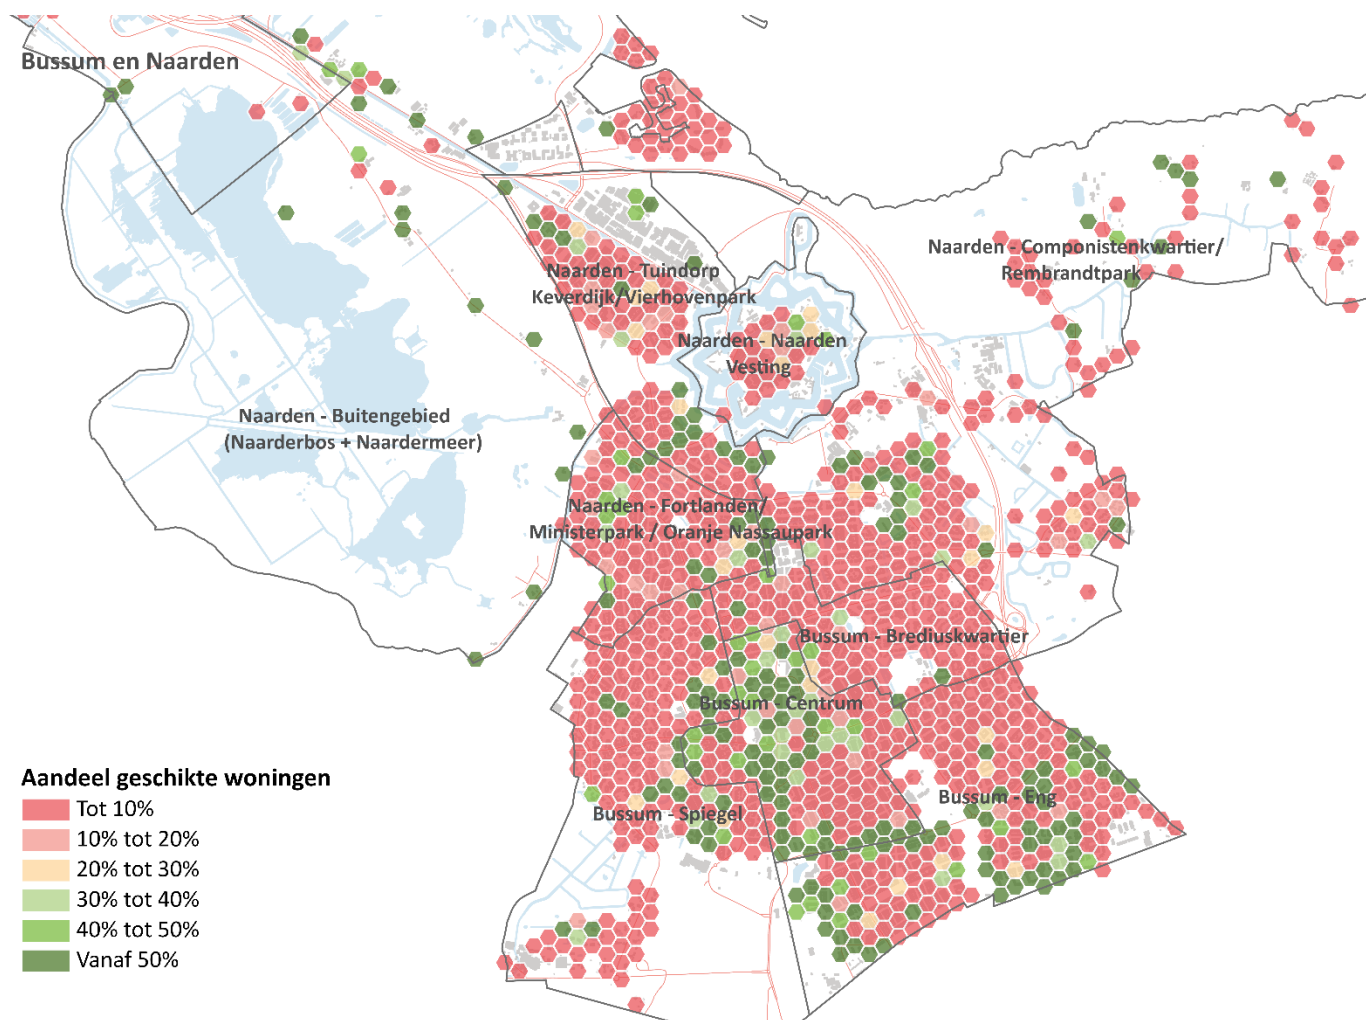 Bussum en Naarden
Naarden - Componistenkwartier/
Rembrandtpark
Naarden - Tuindorp
Keverdijk/Vierhovenpark
Naarden - Naarden
Vesting
Naarden - Buitengebied
(Naarderbos + Naardermeer)
Naarden - Fortlanden/
Ministerpark / Oranje Nassaupark
Bussum - Brediuskwartier
Bussum - Centrum
Bussum - Eng
Bussum - Spiegel
Aandeel geschikte woningen
Tot 10%
10% tot 20%
20% tot 30%
30% tot 40%
40% tot 50%
Vanaf 50%